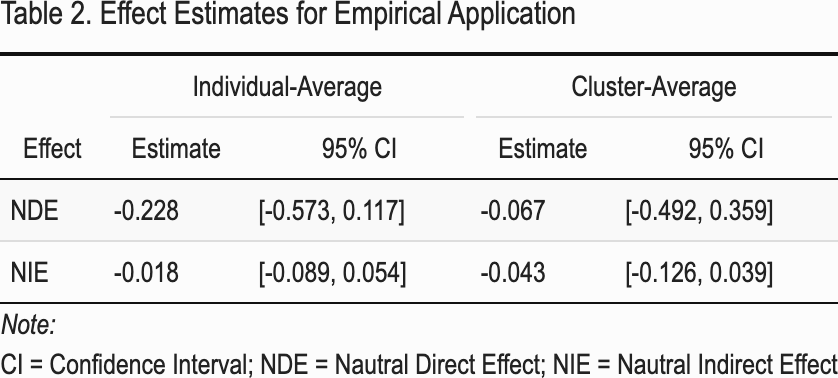 Table 2. Effect Estimates for Empirical Application
Individual-Average Cluster-Average
Effect Estimate 95% CI Estimate 95% CI
NDE -0.228 [-0.573, 0.117] -0.067 [-0.492, 0.359]
NIE -0.018 [-0.089, 0.054] -0.043 [-0.126, 0.039]
Note:
CI = Confidence Interval; NDE = Nautral Direct Effect; NIE = Nautral Indirect Effect